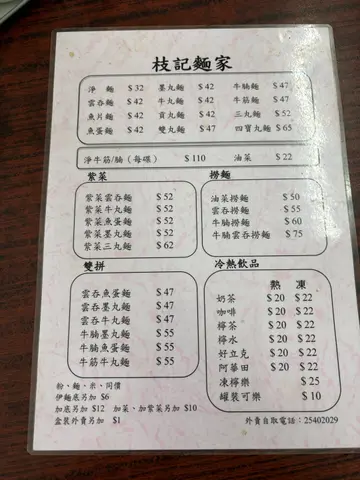 枝記麵家
淨 麵 $32 墨丸麵 $42 牛腩麵 $47
雲吞麵 $42 牛丸麵 $42 牛筋麵 $47
魚片麵 $42 貢丸麵 $42 三丸麵 $52
魚蛋麵 $42 雙丸麵 $47 四寶丸麵 $65
淨牛筋/腩（每碟） $110 油菜 $22
紫菜
紫菜雲吞麵 $52
紫菜牛丸麵 $52
紫菜魚蛋麵 $52
紫菜墨丸麵 $52
紫菜三丸麵 $62
撈麵
油菜撈麵 $50
雲吞撈麵 $55
牛腩撈麵 $60
牛腩雲吞撈麵 $75
雙拼
雲吞魚蛋麵 $47
雲吞墨丸麵 $47
雲吞牛丸麵 $47
牛腩墨丸麵 $55
牛腩魚蛋麵 $55
牛筋牛丸麵 $55
冷熱飲品
熱 凍
奶茶 $20 $22
咖啡 $20 $22
檸茶 $20 $22
檸水 $20 $22
好立克 $20 $22
阿華田 $20 $22
凍檸樂 $25
罐裝可樂 $10
粉、麵、米、同價
伊麵底另加 $6
加底另加 $12 加菜、加紫菜另加 $10
盒裝外賣另加 $1
外賣自取電話：25402029